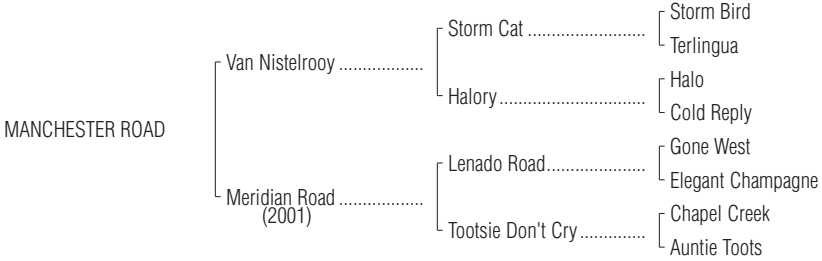 Storm Bird
Storm Cat ........................
Terlingua
Van Nistelrooy ..................
Halo
Halory ..............................
Cold Reply
MANCHESTER ROAD
Gone West
Lenado Road.....................
Elegant Champagne
Meridian Road ..................
(2001)
Chapel Creek
Tootsie Don't Cry ..............
Auntie Toots